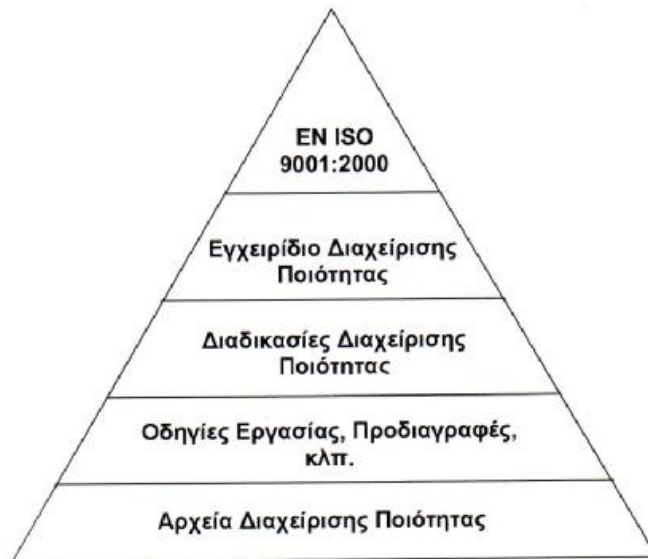 EN ISO
9001:2000
Εγχειρίδιο Διαχείρισης
Ποιότητας
Διαδικασίες Διαχείρισης
Ποιότητας
Οδηγίες Εργασίας, Προδιαγραφές,
κλπ.
Αρχεία Διαχείρισης Ποιότητας